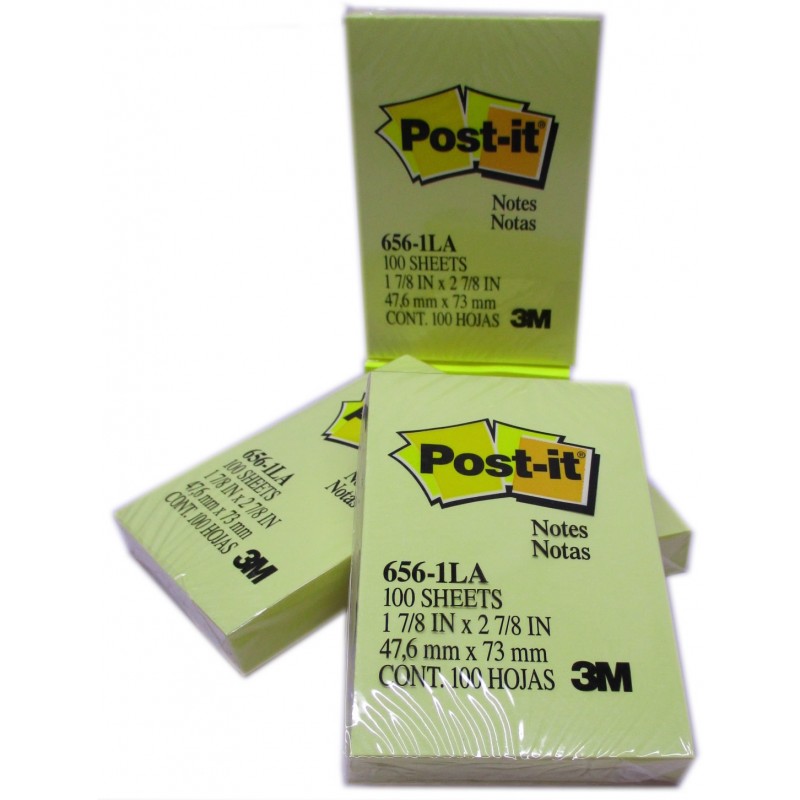 Post-it®
Notes
Notas
656-1LA
100 SHEETS
1 7/8 IN x 2 7/8 IN
47,6 mm x 73 mm
CONT. 100 HOJAS 3M
656-1LA
100 SHEETS
1 7/8 IN x 2 7/8 IN
47,6 mm x 73 mm
CONT. 100 HOJAS 3M
Post-it®
Notes
Notas
656-1LA
100 SHEETS
1 7/8 IN x 2 7/8 IN
47,6 mm x 73 mm
CONT. 100 HOJAS 3M